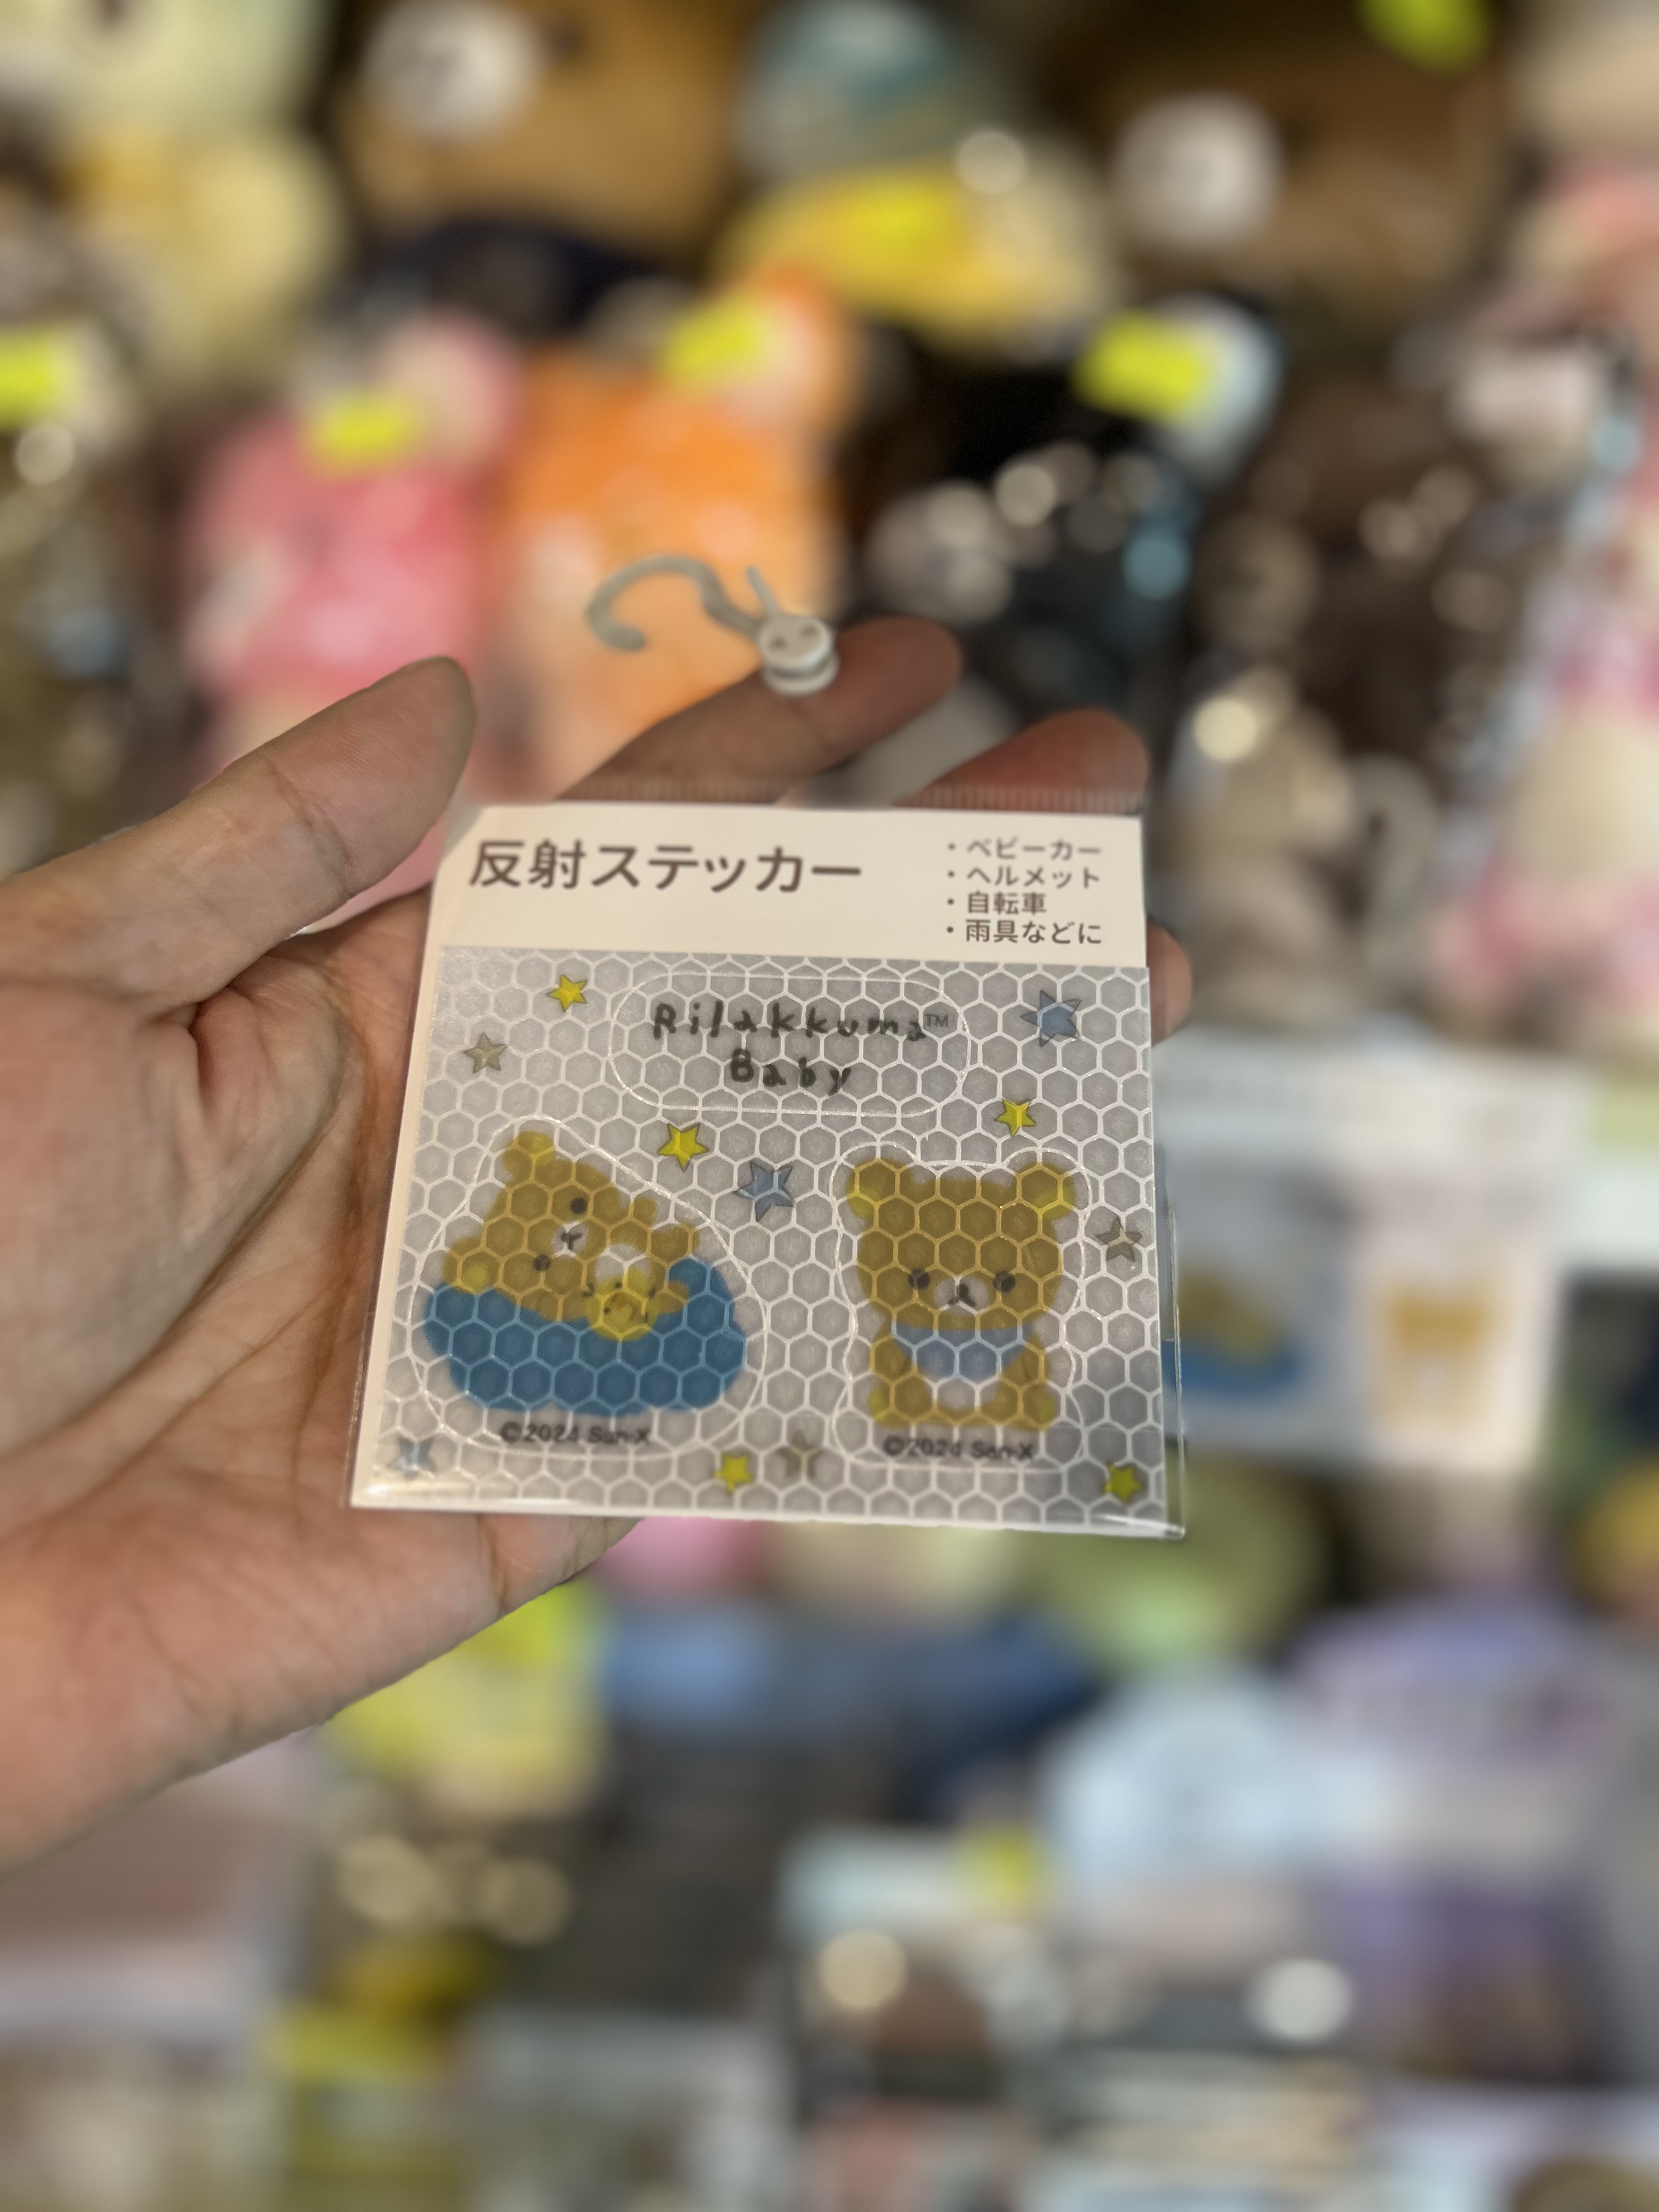 反射ステッカー
・ベビーカー
・ヘルメット
・自転車
・雨具などに
Rilakkuma™
Baby
©2024 San-X
©2024 San-X